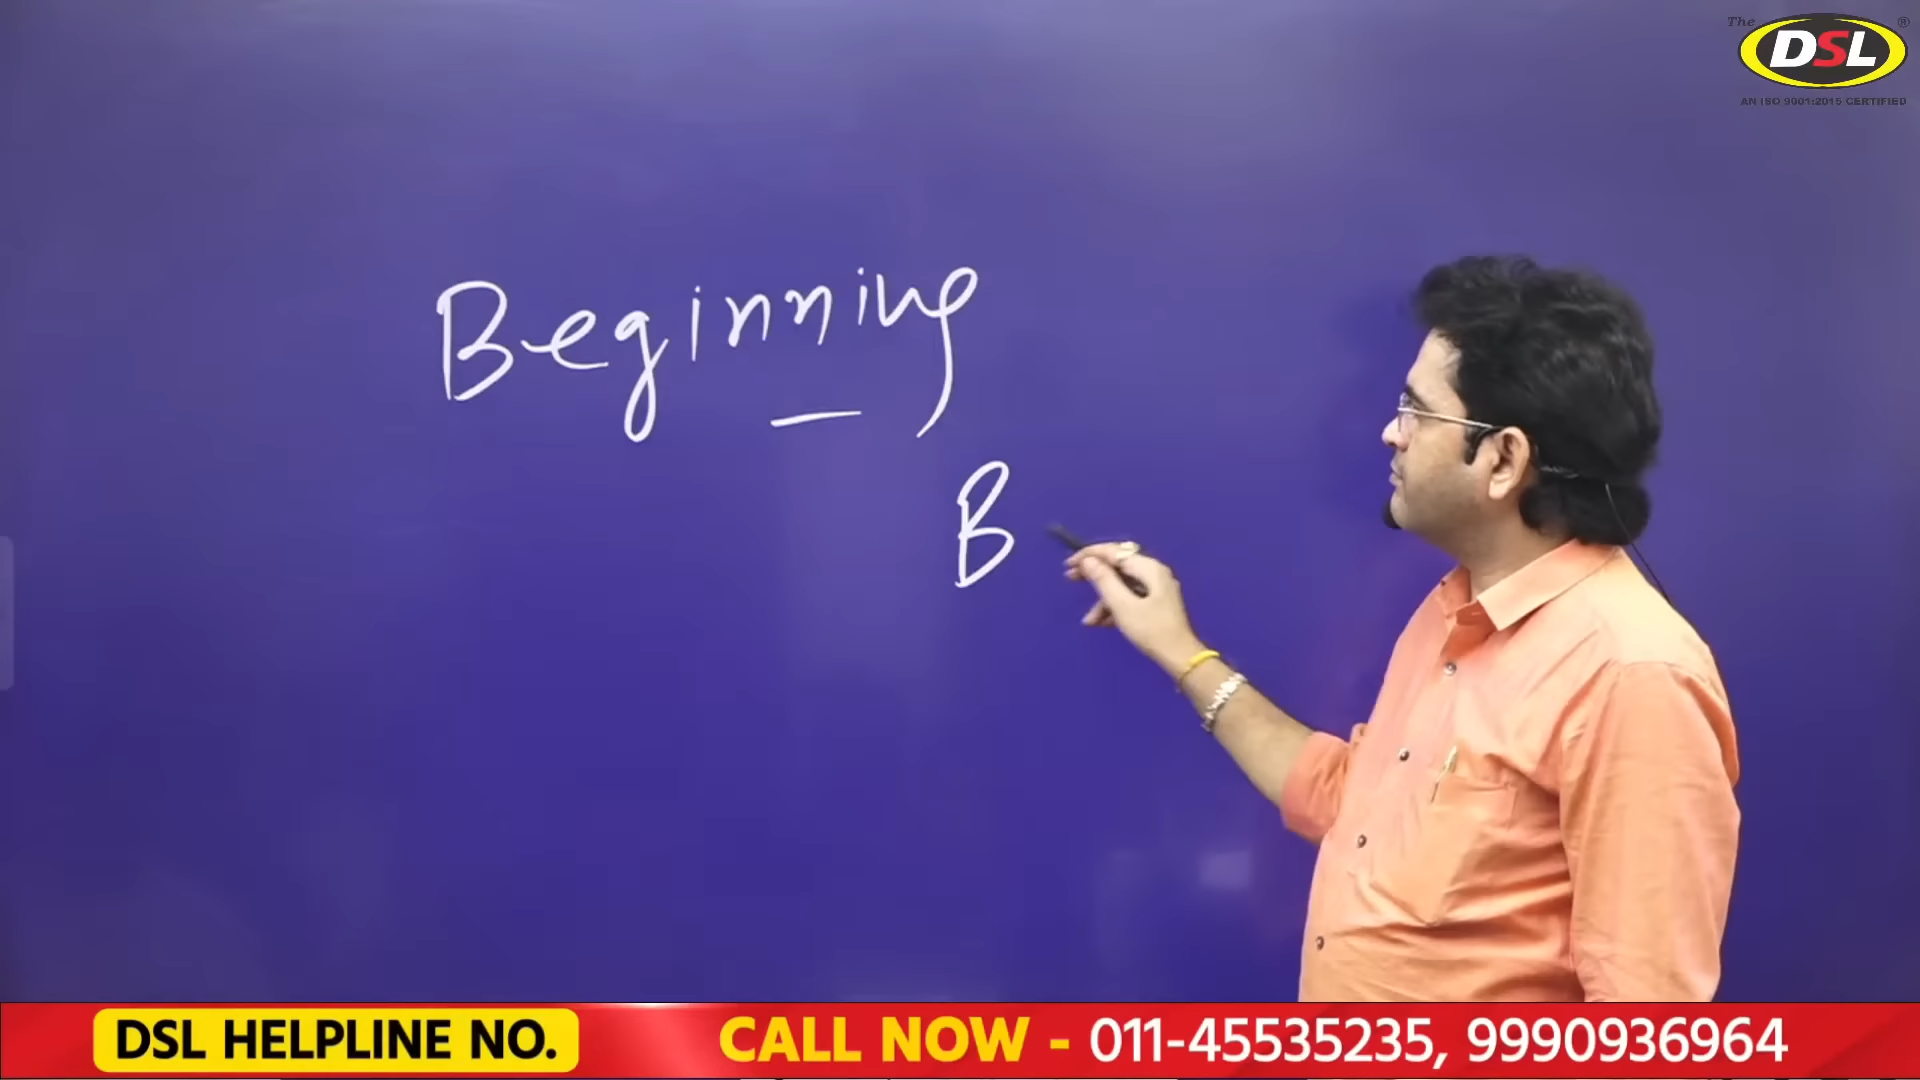 The DSL ®
AN ISO 9001:2015 CERTIFIED
Beginning
B
DSL HELPLINE NO. CALL NOW - 011-45535235, 9990936964